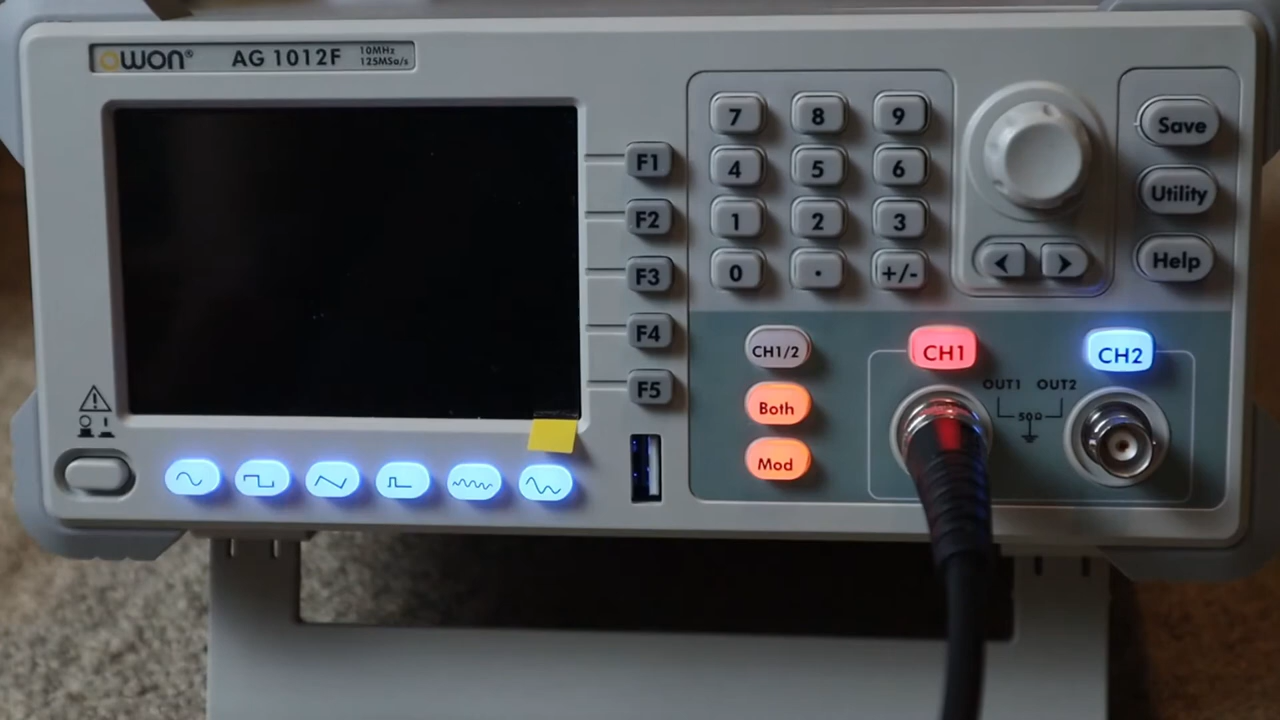 OWON® AG 1012F 10MHz
125MSa/s
7 8 9
4 5 6
1 2 3
0 . +/-
F1
F2
F3
F4
F5
Save
Utility
Help
CH1/2
Both
Mod
CH1
CH2
OUT1 OUT2
50Ω